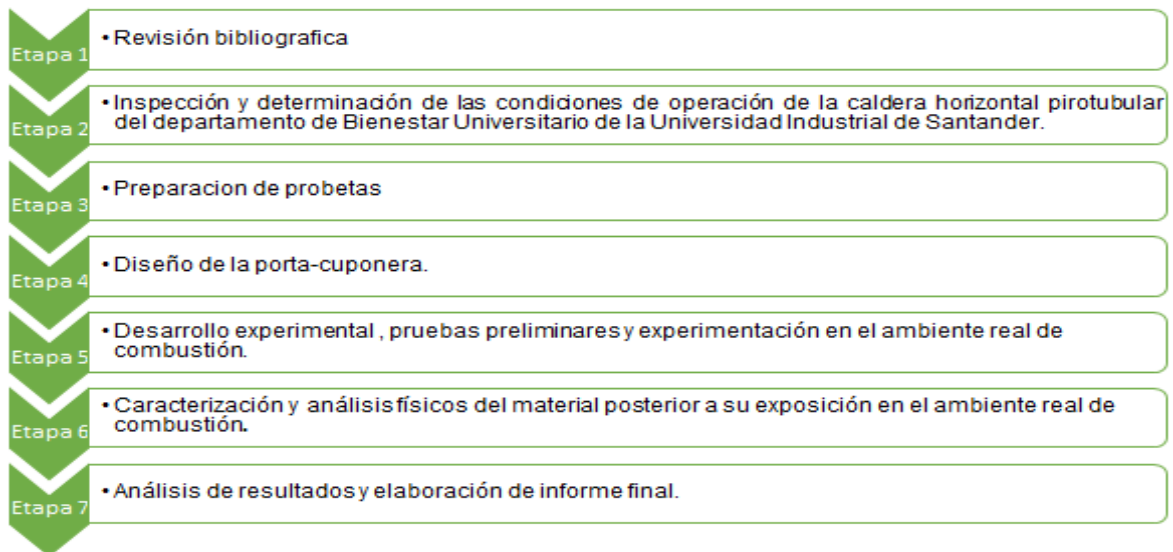 Etapa 1
• Revisión bibliografica
Etapa 2
• Inspección y determinación de las condiciones de operación de la caldera horizontal pirotubular
del departamento de Bienestar Universitario de la Universidad Industrial de Santander.
Etapa 3
• Preparacion de probetas
Etapa 4
• Diseño de la porta-cuponera.
Etapa 5
• Desarrollo experimental , pruebas preliminares y experimentación en el ambiente real de
combustión.
Etapa 6
• Caracterización y análisis físicos del material posterior a su exposición en el ambiente real de
combustión.
Etapa 7
• Análisis de resultados y elaboración de informe final.